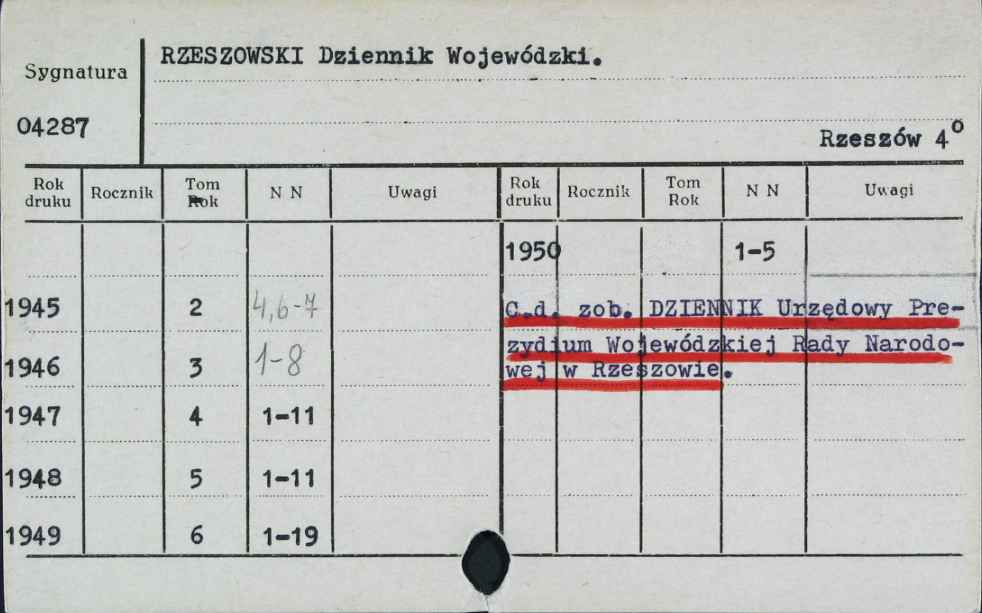 RZESZOWSKI Dziennik Wojewódzki.
Sygnatura
04287
Rzeszów 4⁰
Rok druku Rocznik Tom Rok N N Uwagi Rok druku Rocznik Tom Rok N N Uwagi
1950 1-5
1945 2 4,6-7 C.d. zob. DZIENNIK Urzędowy Pre-
zydium Wojewódzkiej Rady Narodo-
1946 3 1-8 wej w Rzeszowie.
1947 4 1-11
1948 5 1-11
1949 6 1-19